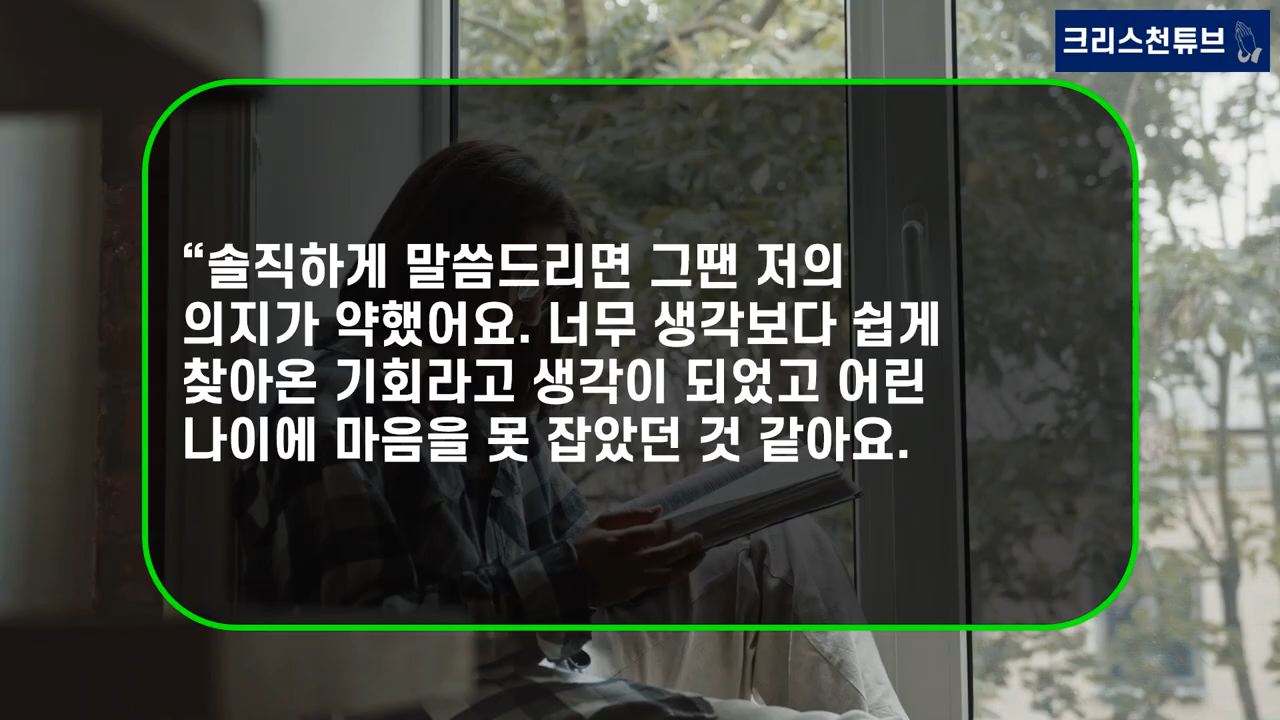 크리스천튜브
“솔직하게 말씀드리면 그땐 저의
의지가 약했어요. 너무 생각보다 쉽게
찾아온 기회라고 생각이 되었고 어린
나이에 마음을 못 잡았던 것 같아요.